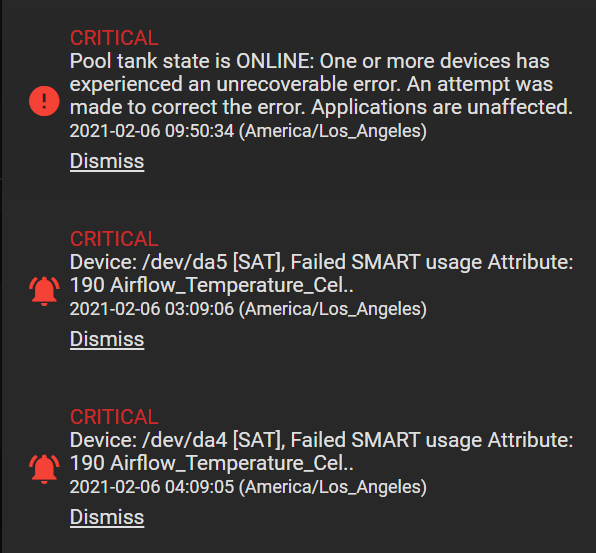 CRITICAL
Pool tank state is ONLINE: One or more devices has
experienced an unrecoverable error. An attempt was
made to correct the error. Applications are unaffected.
2021-02-06 09:50:34 (America/Los_Angeles)
Dismiss
CRITICAL
Device: /dev/da5 [SAT], Failed SMART usage Attribute:
190 Airflow_Temperature_Cel..
2021-02-06 03:09:06 (America/Los_Angeles)
Dismiss
CRITICAL
Device: /dev/da4 [SAT], Failed SMART usage Attribute:
190 Airflow_Temperature_Cel..
2021-02-06 04:09:05 (America/Los_Angeles)
Dismiss